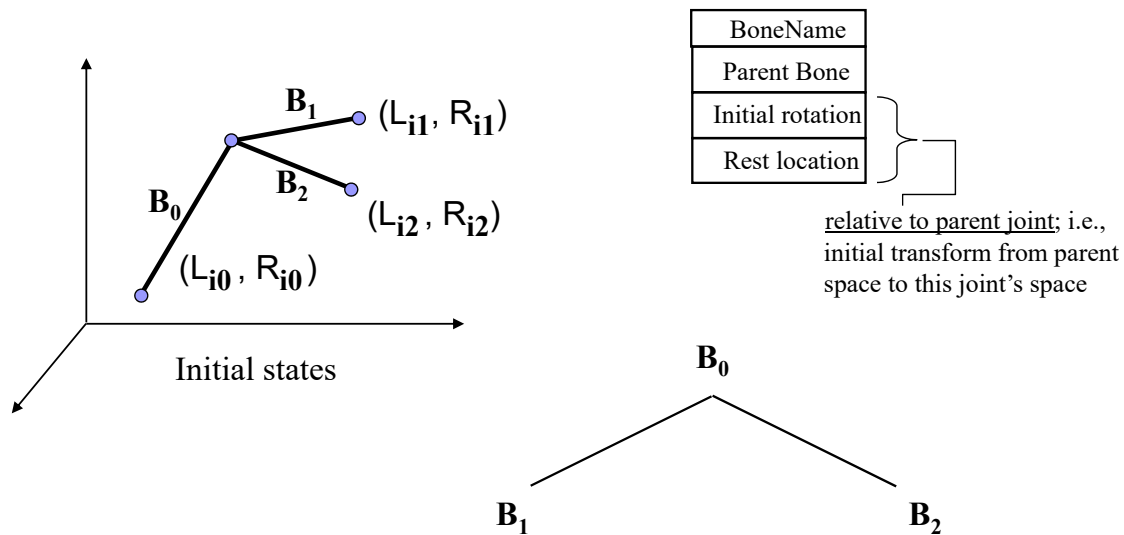 BoneName
Parent Bone
Initial rotation
Rest location
relative to parent joint; i.e.,
initial transform from parent
space to this joint’s space
B₁
(Lᵢ₁, Rᵢ₁)
B₂
(Lᵢ₂ , Rᵢ₂)
B₀
(Lᵢ₀ , Rᵢ₀)
Initial states
B₀
B₁
B₂